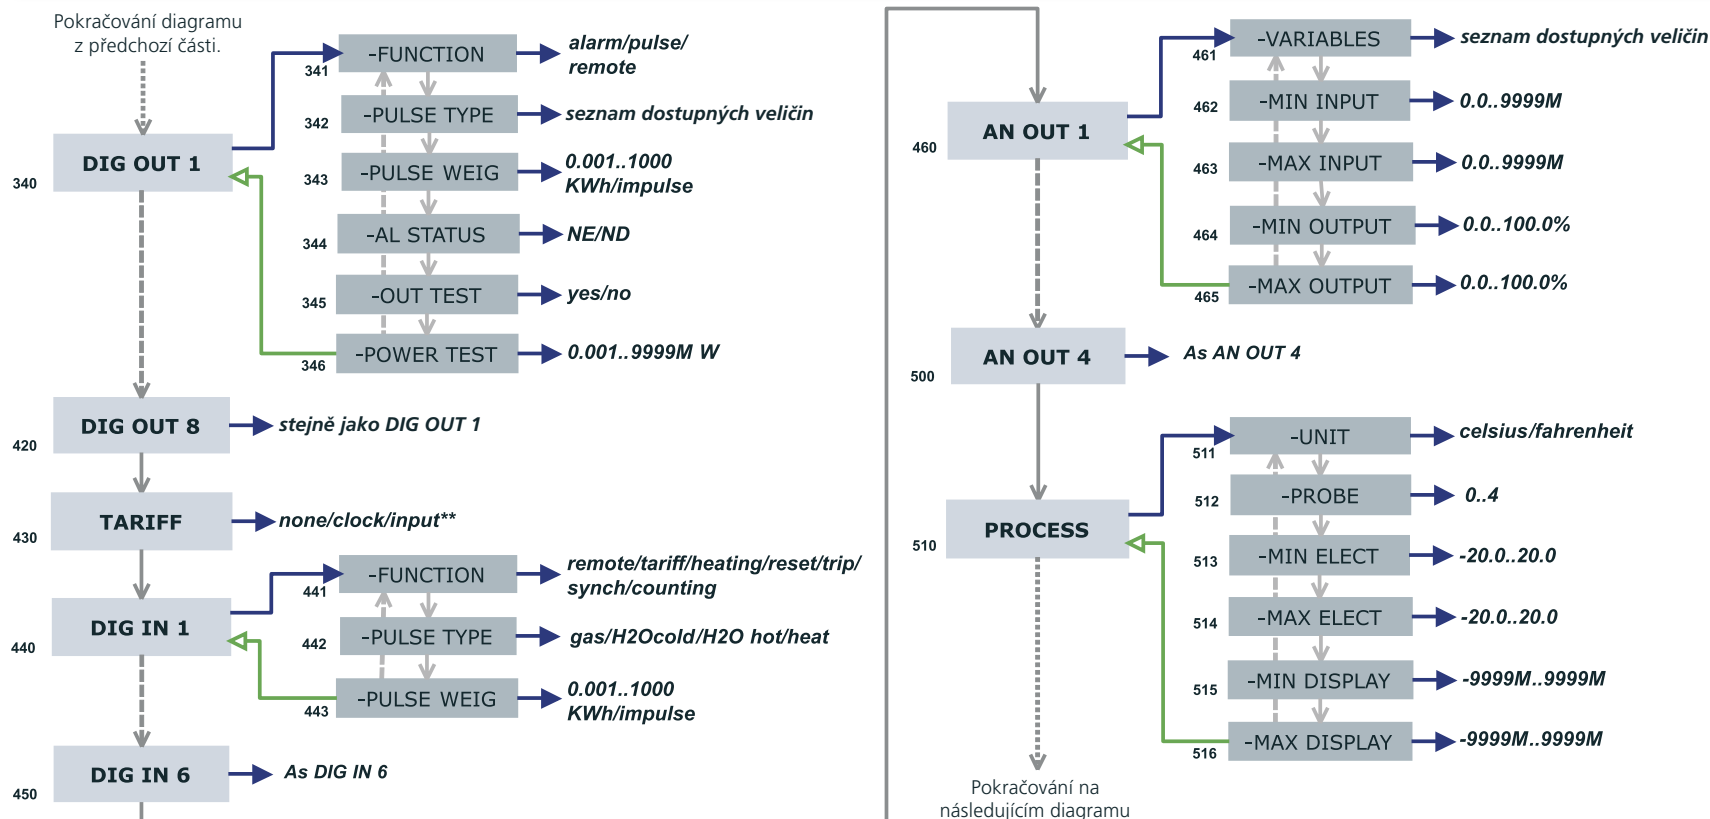 Pokračování diagramu
z předchozí části.
DIG OUT 1
340
-FUNCTION
341
alarm/pulse/
remote
-PULSE TYPE
342
seznam dostupných veličin
-PULSE WEIG
343
0.001..1000
KWh/impulse
-AL STATUS
344
NE/ND
-OUT TEST
345
yes/no
-POWER TEST
346
0.001..9999M W
DIG OUT 8
420
stejně jako DIG OUT 1
TARIFF
430
none/clock/input**
DIG IN 1
440
-FUNCTION
441
remote/tariff/heating/reset/trip/
synch/counting
-PULSE TYPE
442
gas/H2Ocold/H2O hot/heat
-PULSE WEIG
443
0.001..1000
KWh/impulse
DIG IN 6
450
As DIG IN 6
AN OUT 1
460
-VARIABLES
461
seznam dostupných veličin
-MIN INPUT
462
0.0..9999M
-MAX INPUT
463
0.0..9999M
-MIN OUTPUT
464
0.0..100.0%
-MAX OUTPUT
465
0.0..100.0%
AN OUT 4
500
As AN OUT 4
PROCESS
510
-UNIT
511
celsius/fahrenheit
-PROBE
512
0..4
-MIN ELECT
513
-20.0..20.0
-MAX ELECT
514
-20.0..20.0
-MIN DISPLAY
515
-9999M..9999M
-MAX DISPLAY
516
-9999M..9999M
Pokračování na
následujícím diagramu